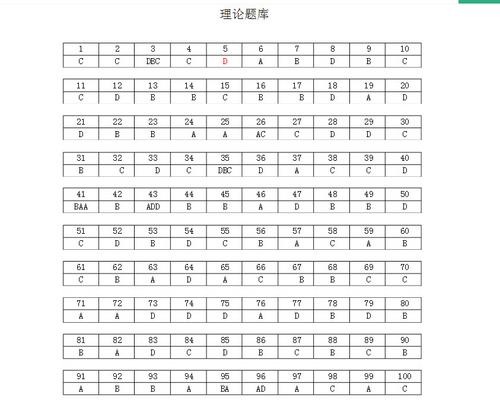 理论题库
1 2 3 4 5 6 7 8 9 10
C C DBC C D A B D B C
11 12 13 14 15 16 17 18 19 20
C D B B C B B D A D
21 22 23 24 25 26 27 28 29 30
D B B A A AC C D D C
31 32 33 34 35 36 37 38 39 40
B C D C DBC D A C C D
41 42 43 44 45 46 47 48 49 50
BAA B ADD B B A D B B D
51 52 53 54 55 56 57 58 59 60
C D B D C B A C A B
61 62 63 64 65 66 67 68 69 70
C B A D A C B B C C
71 72 73 74 75 76 77 78 79 80
A A D D D A D B D B
81 82 83 84 85 86 87 88 89 90
B A D C D B C B C B
91 92 93 94 95 96 97 98 99 100
A B B A BA AD A C A C